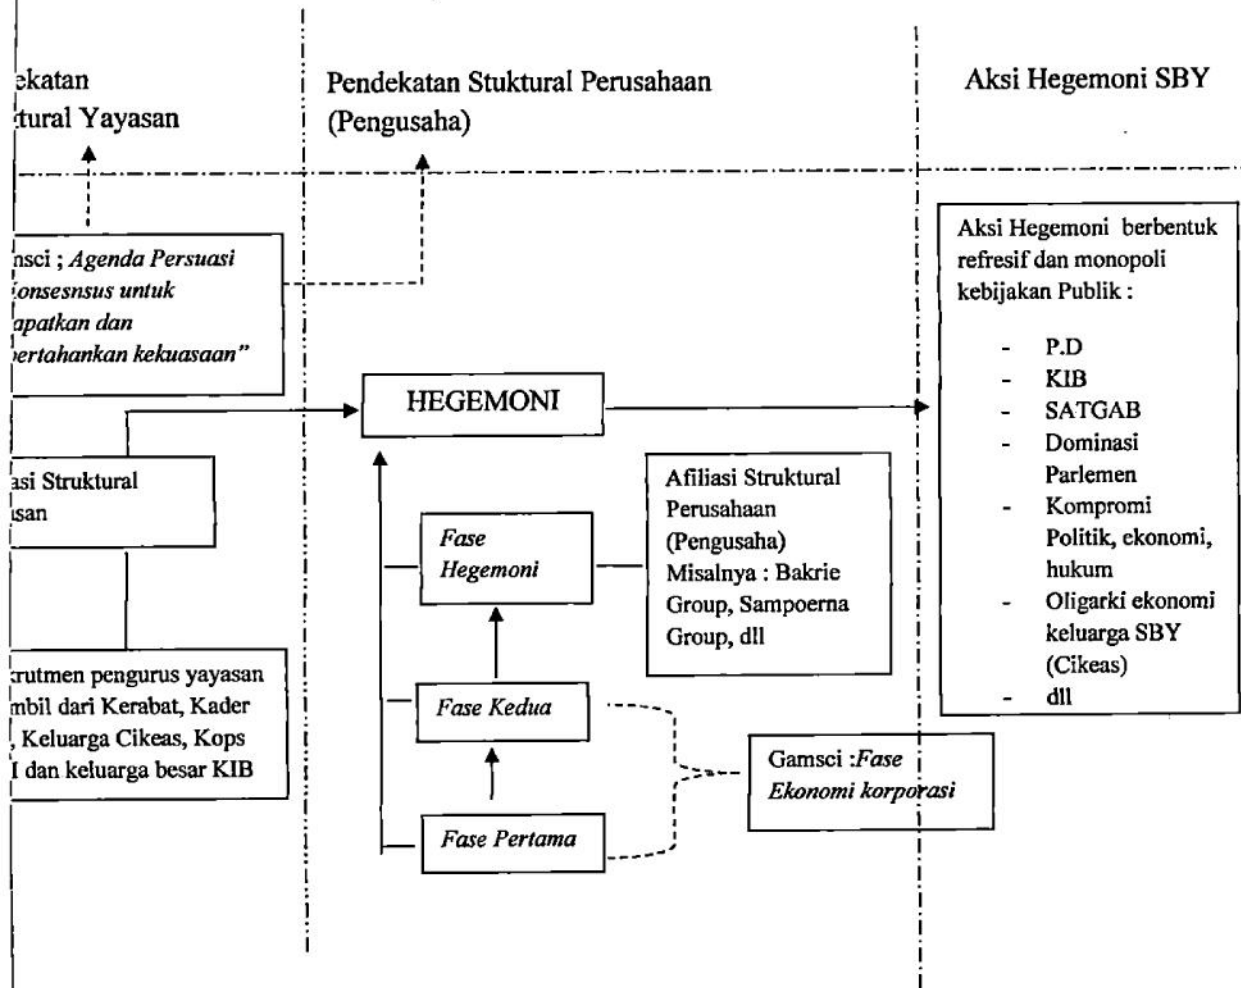 ekatan
tural Yayasan
Pendekatan Stuktural Perusahaan
(Pengusaha)
Aksi Hegemoni SBY
nsci ; Agenda Persuasi
Konsesnsus untuk
apatkan dan
pertahankan kekuasaan”
asi Struktural
asan
krutmen pengurus yayasan
mbil dari Kerabat, Kader
, Keluarga Cikeas, Kops
I dan keluarga besar KIB
HEGEMONI
Fase
Hegemoni
Fase Kedua
Fase Pertama
Afiliasi Struktural
Perusahaan
(Pengusaha)
Misalnya : Bakrie
Group, Sampoerna
Group, dll
Gamsci :Fase
Ekonomi korporasi
Aksi Hegemoni berbentuk
refresif dan monopoli
kebijakan Publik :
- P.D
- KIB
- SATGAB
- Dominasi
Parlemen
- Kompromi
Politik, ekonomi,
hukum
- Oligarki ekonomi
keluarga SBY
(Cikeas)
- dll